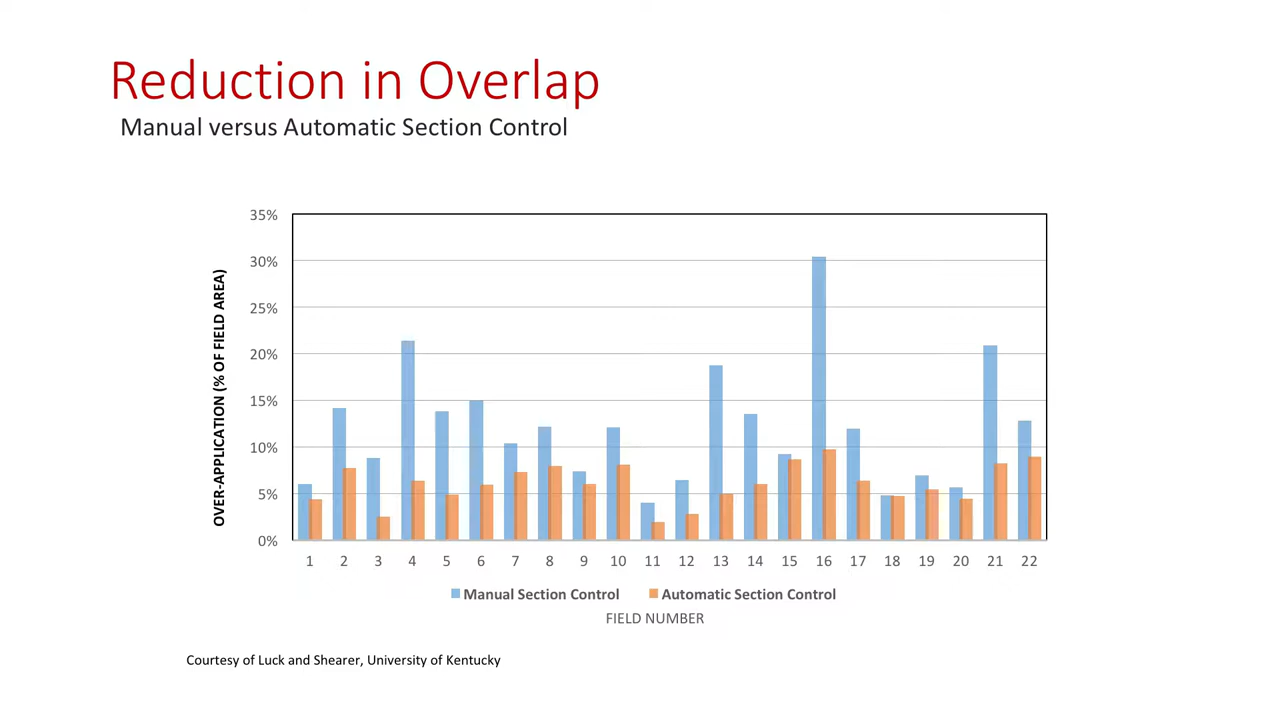 Reduction in Overlap
Manual versus Automatic Section Control
OVER-APPLICATION (% OF FIELD AREA)
35%
30%
25%
20%
15%
10%
5%
0%
1 2 3 4 5 6 7 8 9 10 11 12 13 14 15 16 17 18 19 20 21 22
Manual Section Control Automatic Section Control
FIELD NUMBER
Courtesy of Luck and Shearer, University of Kentucky